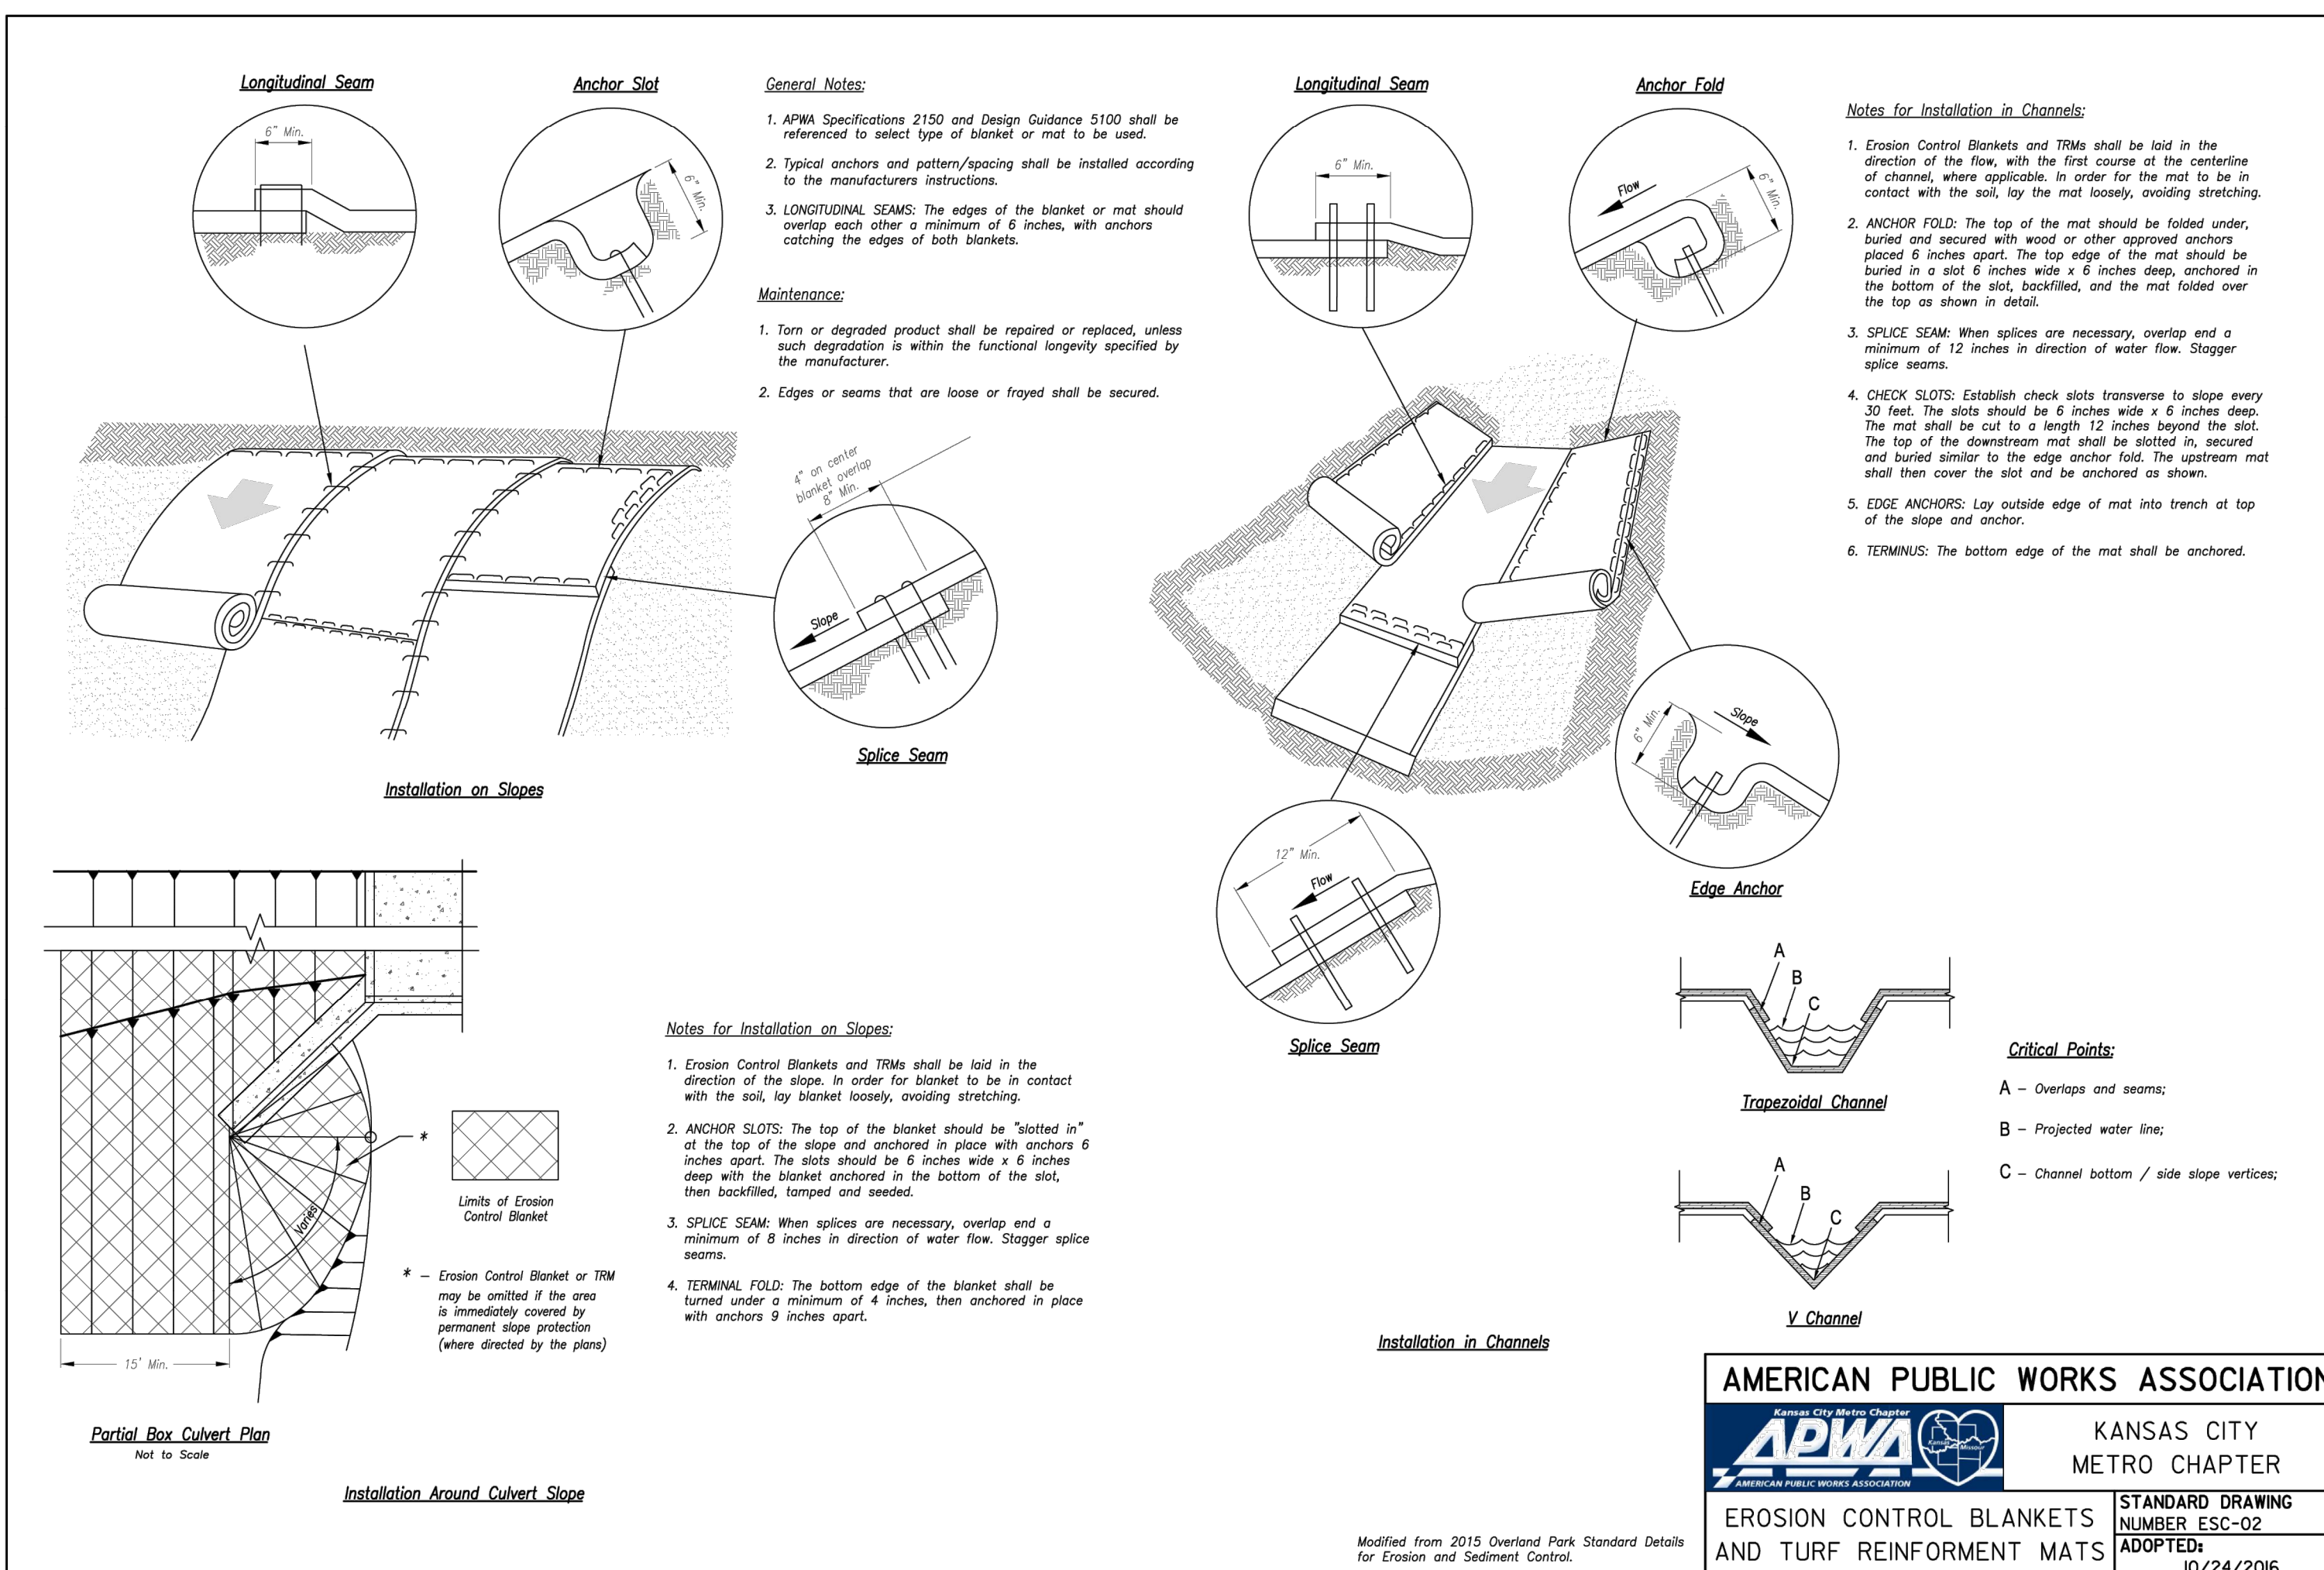 Longitudinal Seam
6" Min.
Anchor Slot
6" Min.
General Notes:
1. APWA Specifications 2150 and Design Guidance 5100 shall be
referenced to select type of blanket or mat to be used.
2. Typical anchors and pattern/spacing shall be installed according
to the manufacturers instructions.
3. LONGITUDINAL SEAMS: The edges of the blanket or mat should
overlap each other a minimum of 6 inches, with anchors
catching the edges of both blankets.
Maintenance:
1. Torn or degraded product shall be repaired or replaced, unless
such degradation is within the functional longevity specified by
the manufacturer.
2. Edges or seams that are loose or frayed shall be secured.
4" on center
blanket overlap
8" Min.
Slope
Splice Seam
Installation on Slopes
Longitudinal Seam
6" Min.
Anchor Fold
Flow
6" Min.
Notes for Installation in Channels:
1. Erosion Control Blankets and TRMs shall be laid in the
direction of the flow, with the first course at the centerline
of channel, where applicable. In order for the mat to be in
contact with the soil, lay the mat loosely, avoiding stretching.
2. ANCHOR FOLD: The top of the mat should be folded under,
buried and secured with wood or other approved anchors
placed 6 inches apart. The top edge of the mat should be
buried in a slot 6 inches wide x 6 inches deep, anchored in
the bottom of the slot, backfilled, and the mat folded over
the top as shown in detail.
3. SPLICE SEAM: When splices are necessary, overlap end a
minimum of 12 inches in direction of water flow. Stagger
splice seams.
4. CHECK SLOTS: Establish check slots transverse to slope every
30 feet. The slots should be 6 inches wide x 6 inches deep.
The mat shall be cut to a length 12 inches beyond the slot.
The top of the downstream mat shall be slotted in, secured
and buried similar to the edge anchor fold. The upstream mat
shall then cover the slot and be anchored as shown.
5. EDGE ANCHORS: Lay outside edge of mat into trench at top
of the slope and anchor.
6. TERMINUS: The bottom edge of the mat shall be anchored.
6" Min.
Slope
Edge Anchor
12" Min.
Flow
Splice Seam
Varies
*
Limits of Erosion
Control Blanket
* – Erosion Control Blanket or TRM
may be omitted if the area
is immediately covered by
permanent slope protection
(where directed by the plans)
15' Min.
Partial Box Culvert Plan
Not to Scale
Installation Around Culvert Slope
Notes for Installation on Slopes:
1. Erosion Control Blankets and TRMs shall be laid in the
direction of the slope. In order for blanket to be in contact
with the soil, lay blanket loosely, avoiding stretching.
2. ANCHOR SLOTS: The top of the blanket should be "slotted in"
at the top of the slope and anchored in place with anchors 6
inches apart. The slots should be 6 inches wide x 6 inches
deep with the blanket anchored in the bottom of the slot,
then backfilled, tamped and seeded.
3. SPLICE SEAM: When splices are necessary, overlap end a
minimum of 8 inches in direction of water flow. Stagger splice
seams.
4. TERMINAL FOLD: The bottom edge of the blanket shall be
turned under a minimum of 4 inches, then anchored in place
with anchors 9 inches apart.
A
B
C
Trapezoidal Channel
A
B
C
V Channel
Critical Points:
A – Overlaps and seams;
B – Projected water line;
C – Channel bottom / side slope vertices;
Installation in Channels
Modified from 2015 Overland Park Standard Details
for Erosion and Sediment Control.
AMERICAN PUBLIC WORKS ASSOCIATION
Kansas City Metro Chapter
APWA
Kansas
Missouri
AMERICAN PUBLIC WORKS ASSOCIATION
KANSAS CITY
METRO CHAPTER
EROSION CONTROL BLANKETS
AND TURF REINFORMENT MATS
STANDARD DRAWING
NUMBER ESC-02
ADOPTED:
10/24/2016